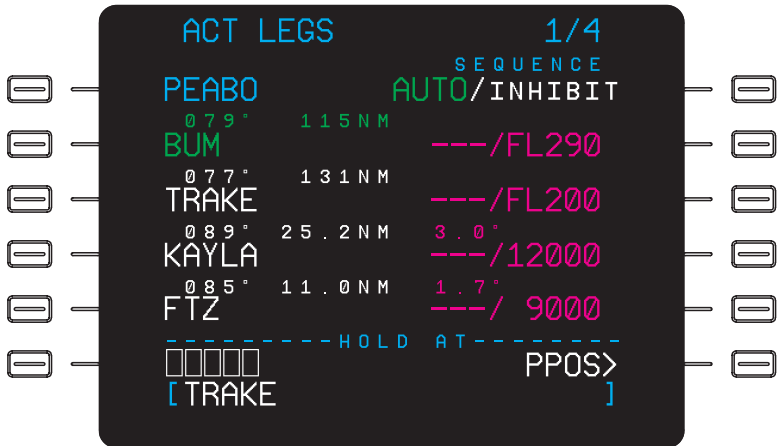 ACT LEGS 1/4
SEQUENCE
PEABO AUTO/INHIBIT
079° 115NM
BUM ---/FL290
077° 131NM
TRAKE ---/FL200
089° 25.2NM 3.0°
KAYLA ---/12000
085° 11.0NM 1.7°
FTZ ---/ 9000
---------HOLD AT--------
□□□□□ PPOS>
[TRAKE ]